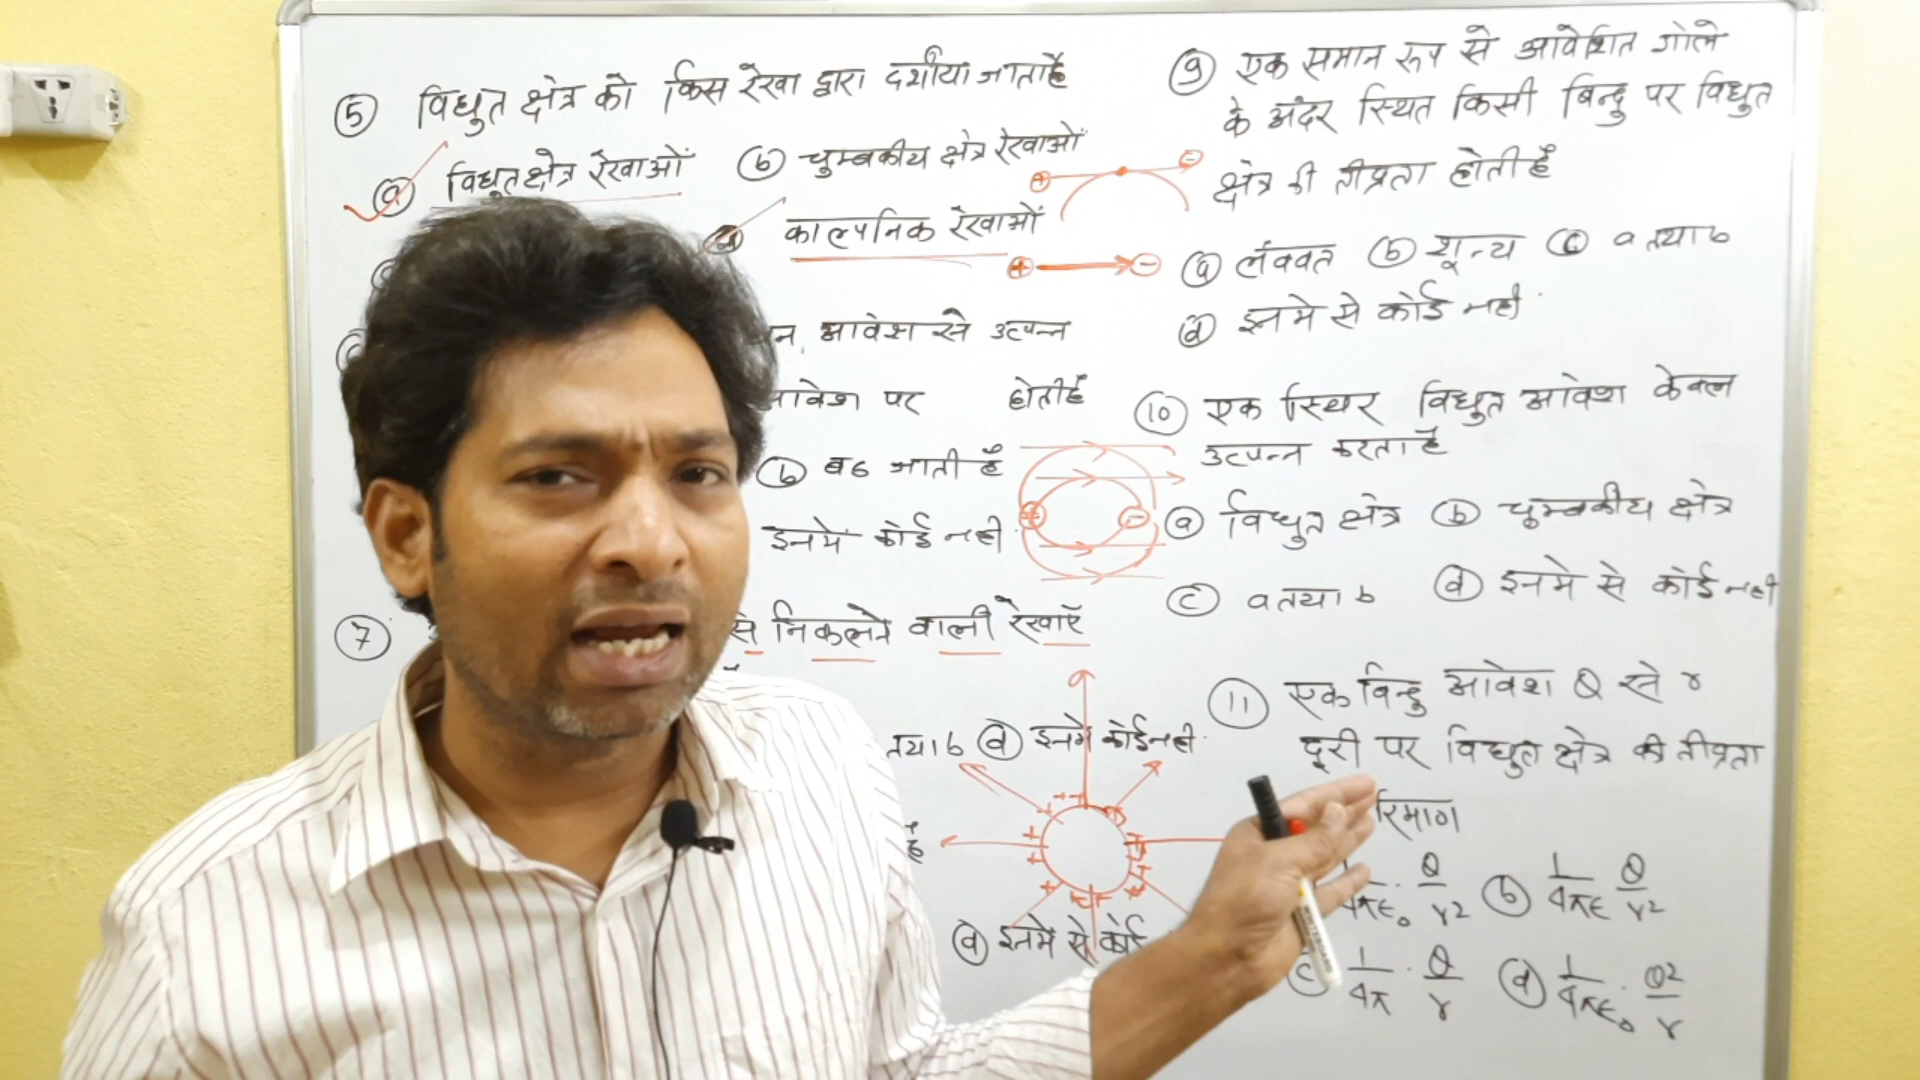 ⑤ विद्युत क्षेत्र को किस रेखा द्वारा दर्शाया जाता है
ⓐ विद्युत क्षेत्र रेखाओं ⓑ चुम्बकीय क्षेत्र रेखाओं
काल्पनिक रेखाओं
आवेश से उत्पन्न
आवेश पर होती है
ⓑ बढ जाती है
इनमें कोई नही
⑦ से निकलने वाली रेखाएँ
तथा b ⓓ इनमे कोई नही
है
ⓓ इनमे से कोई
⑨ एक समान रूप से आवेशित गोले
के अंदर स्थित किसी बिन्दु पर विद्युत
क्षेत्र की तीव्रता होती है
ⓐ लंबवत ⓑ शून्य ⓒ a तथा b
ⓓ इनमे से कोई नही
⑩ एक स्थिर विद्युत आवेश केवल
उत्पन्न करता है
ⓐ विद्युत क्षेत्र ⓑ चुम्बकीय क्षेत्र
ⓒ a तथा b ⓓ इनमे से कोई नही
⑪ एक बिन्दु आवेश Q से r
दूरी पर विद्युत क्षेत्र की तीव्रता
रिमाण
1/4πε₀ · Q/r² ⓑ 1/4πε Q/r²
ⓒ 1/4π · Q/r ⓓ 1/4πε₀ · Q²/r